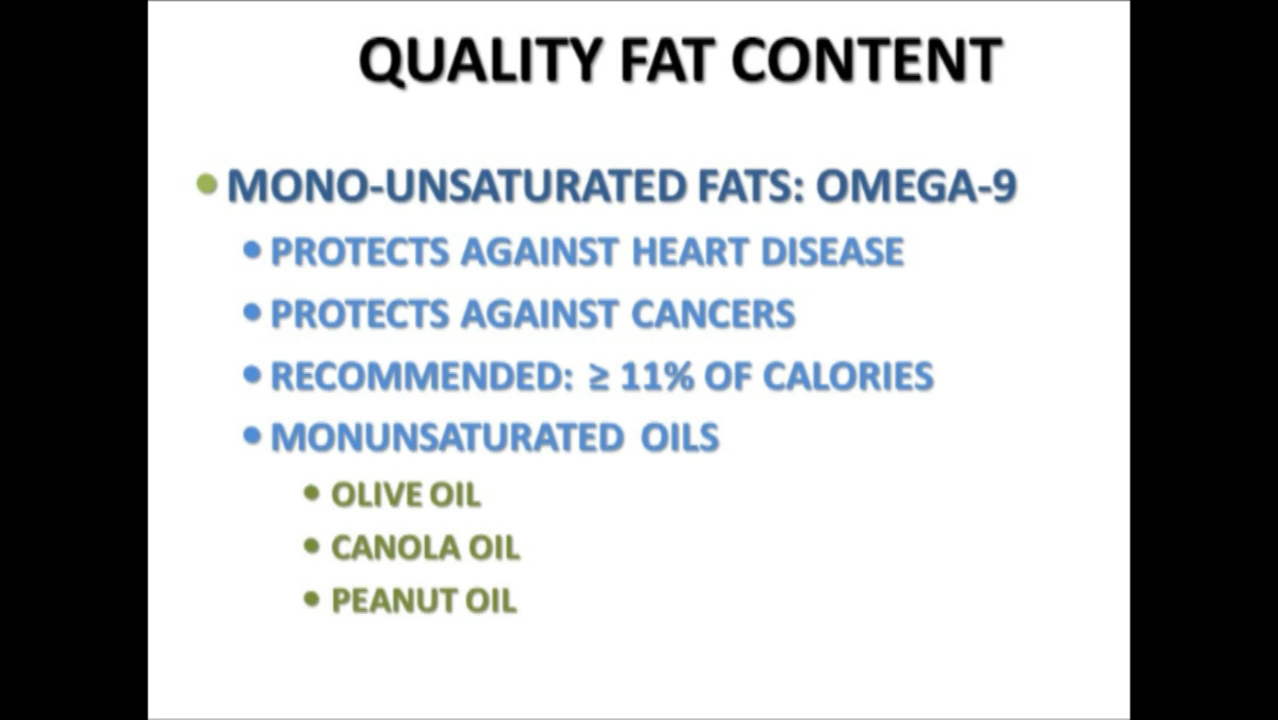 QUALITY FAT CONTENT
• MONO-UNSATURATED FATS: OMEGA-9
• PROTECTS AGAINST HEART DISEASE
• PROTECTS AGAINST CANCERS
• RECOMMENDED: ≥ 11% OF CALORIES
• MONUNSATURATED OILS
• OLIVE OIL
• CANOLA OIL
• PEANUT OIL